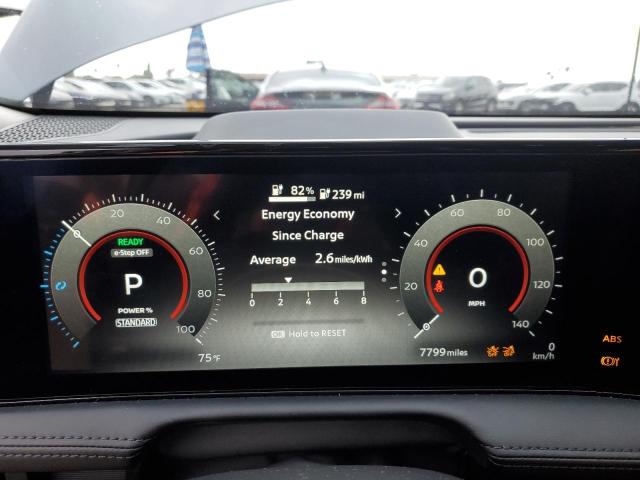 82% 239 mi
Energy Economy
Since Charge
Average 2.6 miles/kWh
0 2 4 6 8
OK Hold to RESET
0 20 40 60 80 100
READY
e-Stop OFF
P
POWER %
STANDARD
75°F
0 20 40 60 80 100 120 140
0
MPH
7799 miles
0
km/h
ABS